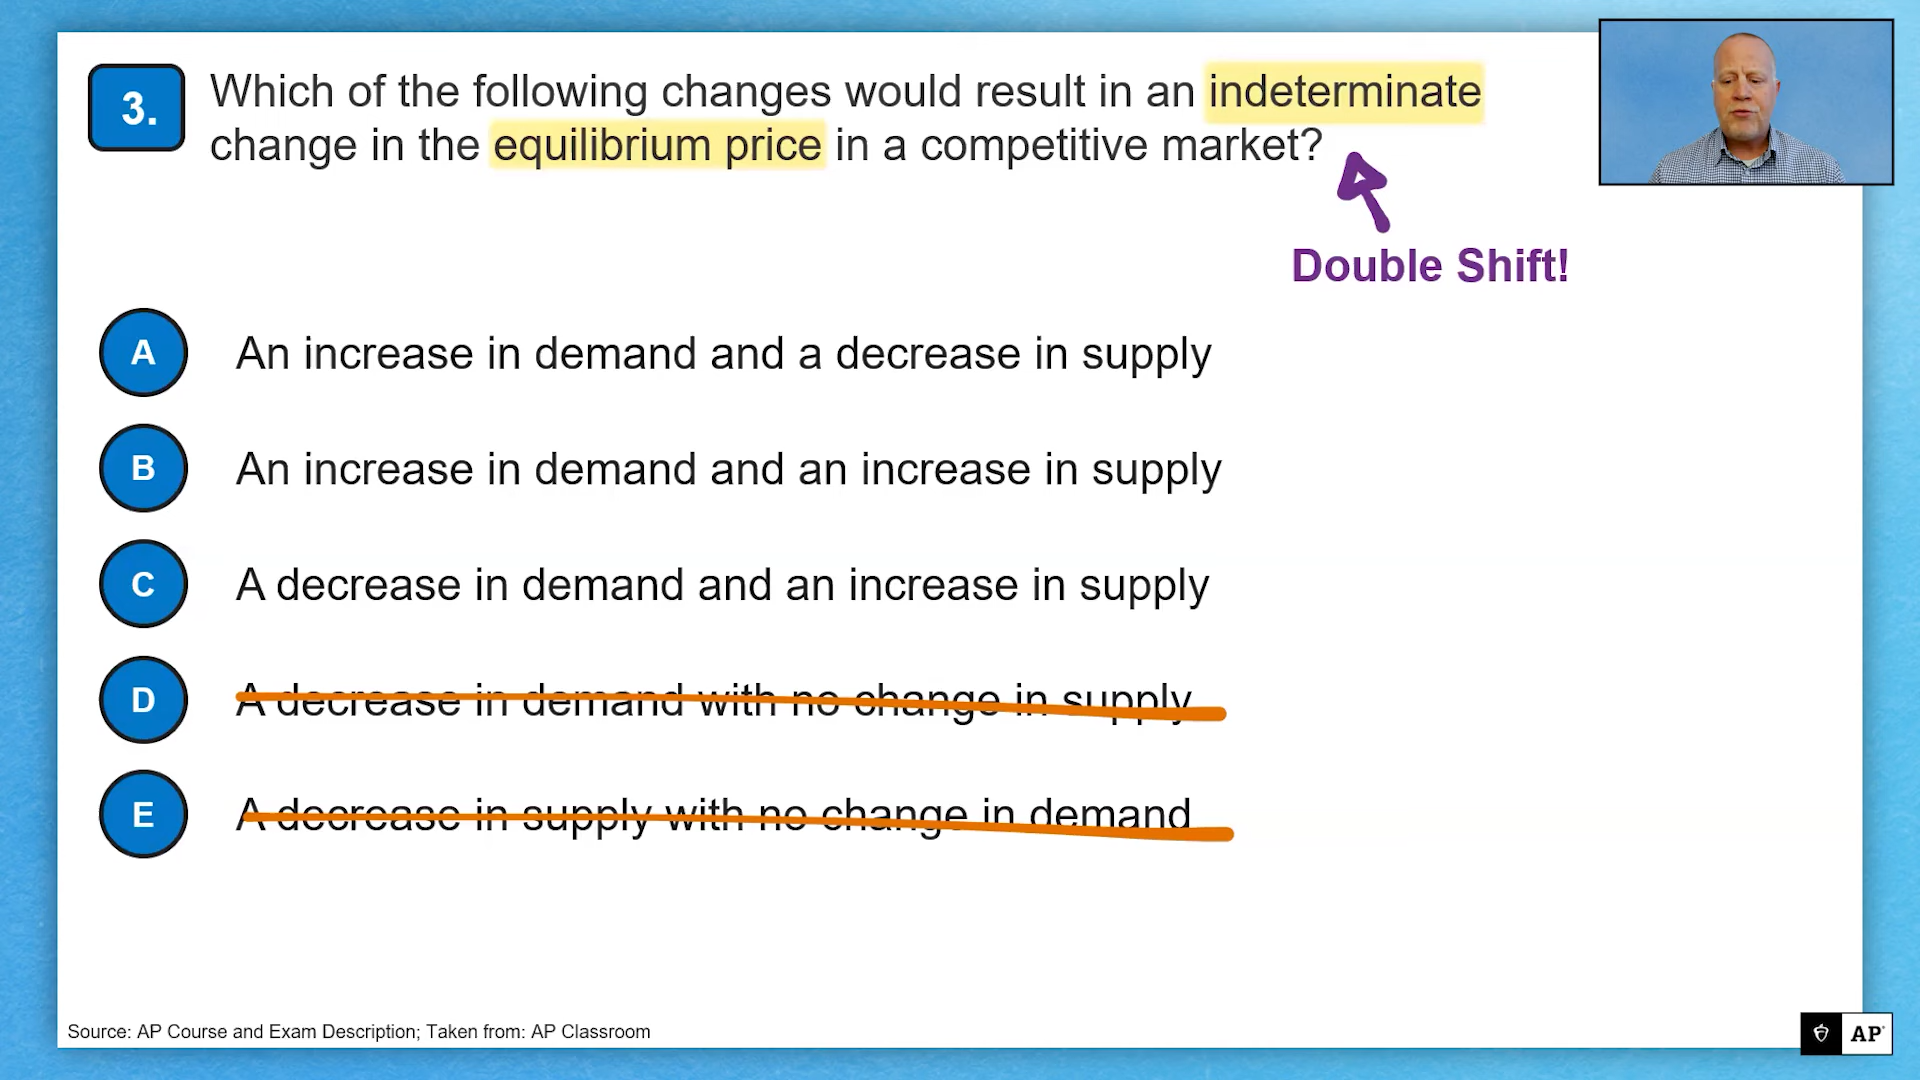 3.
Which of the following changes would result in an indeterminate
change in the equilibrium price in a competitive market?
Double Shift!
A
An increase in demand and a decrease in supply
B
An increase in demand and an increase in supply
C
A decrease in demand and an increase in supply
D
A decrease in demand with no change in supply
E
A decrease in supply with no change in demand
Source: AP Course and Exam Description; Taken from: AP Classroom
AP